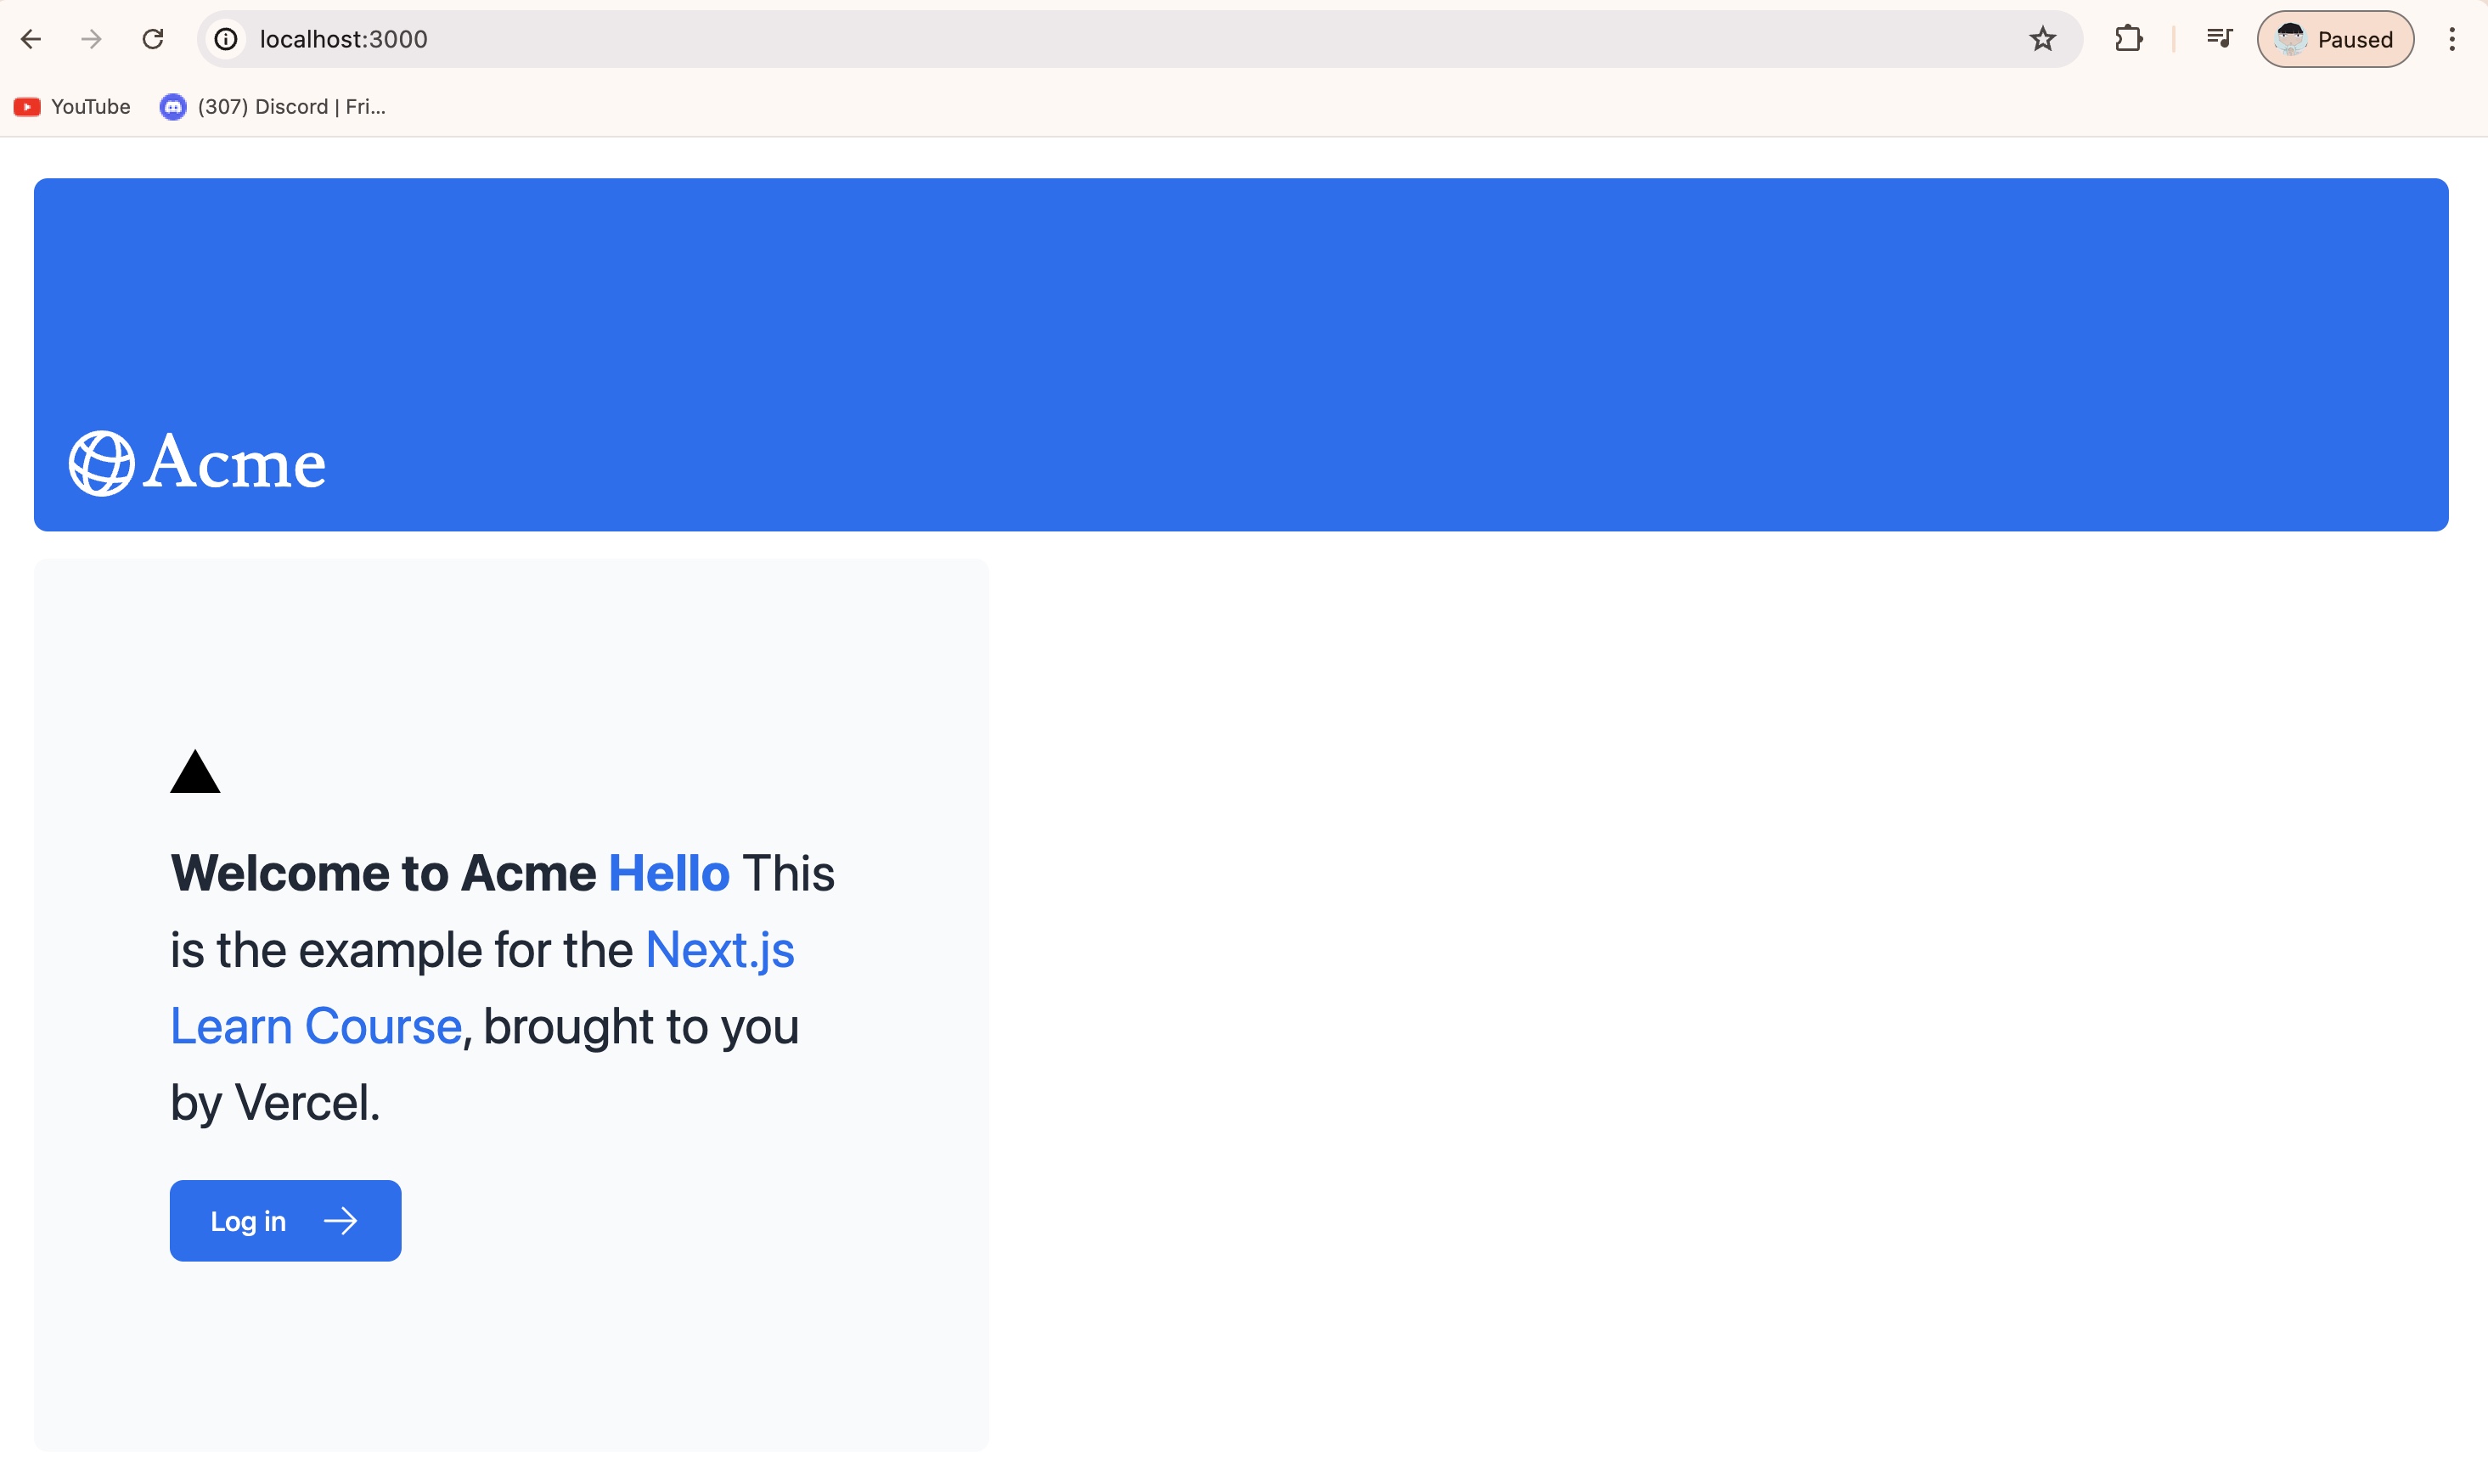 localhost:3000
Paused
YouTube
(307) Discord | Fri...
Acme
Welcome to Acme Hello This
is the example for the Next.js
Learn Course, brought to you
by Vercel.
Log in